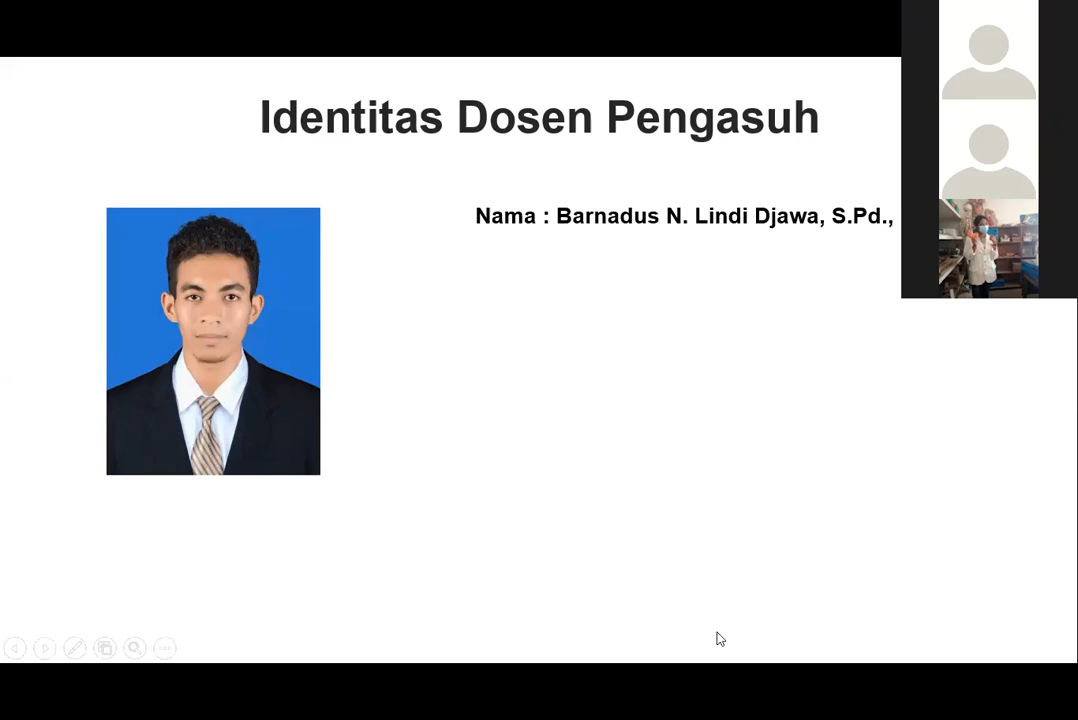 Identitas Dosen Pengasuh
Nama : Barnadus N. Lindi Djawa, S.Pd.,